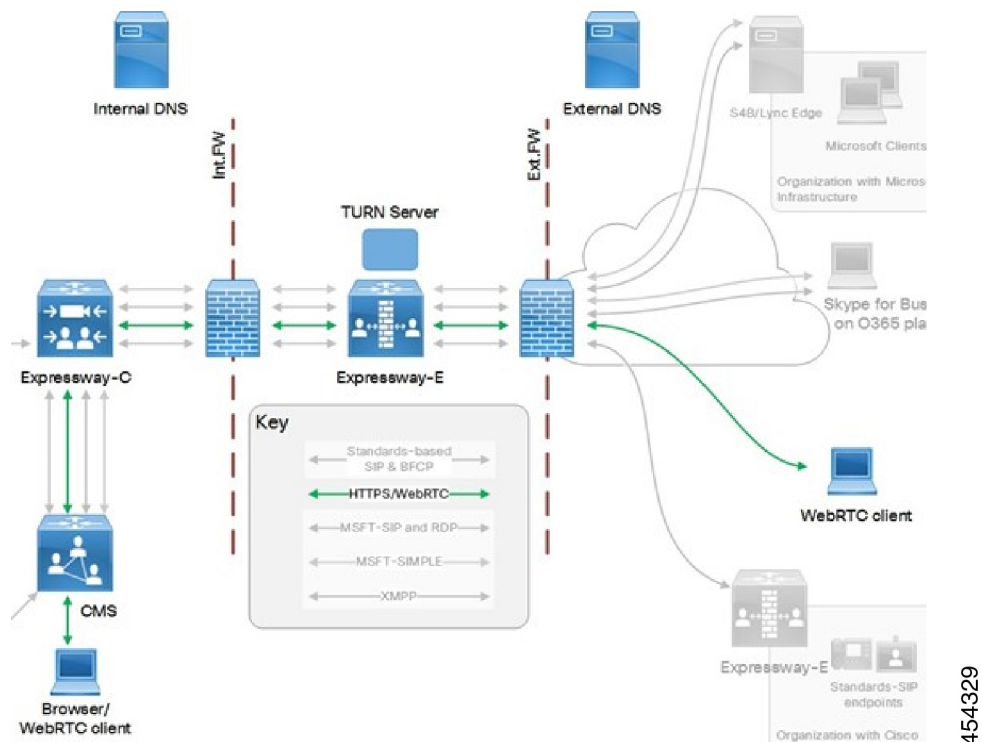 Internal DNS
External DNS
S4B/Lync Edge
Microsoft Clients
Organization with Micros
Infrastructure
Int.FW
Ext.FW
TURN Server
Skype for Bus
on O365 pla
Expressway-C
Expressway-E
Key
Standards-based
SIP & BFCP
HTTPS/WebRTC
MSFT-SIP and RDP
MSFT-SIMPLE
XMPP
WebRTC client
CMS
Browser/
WebRTC client
Expressway-E
Standards-SIP
endpoints
Organization with Cisco
454329